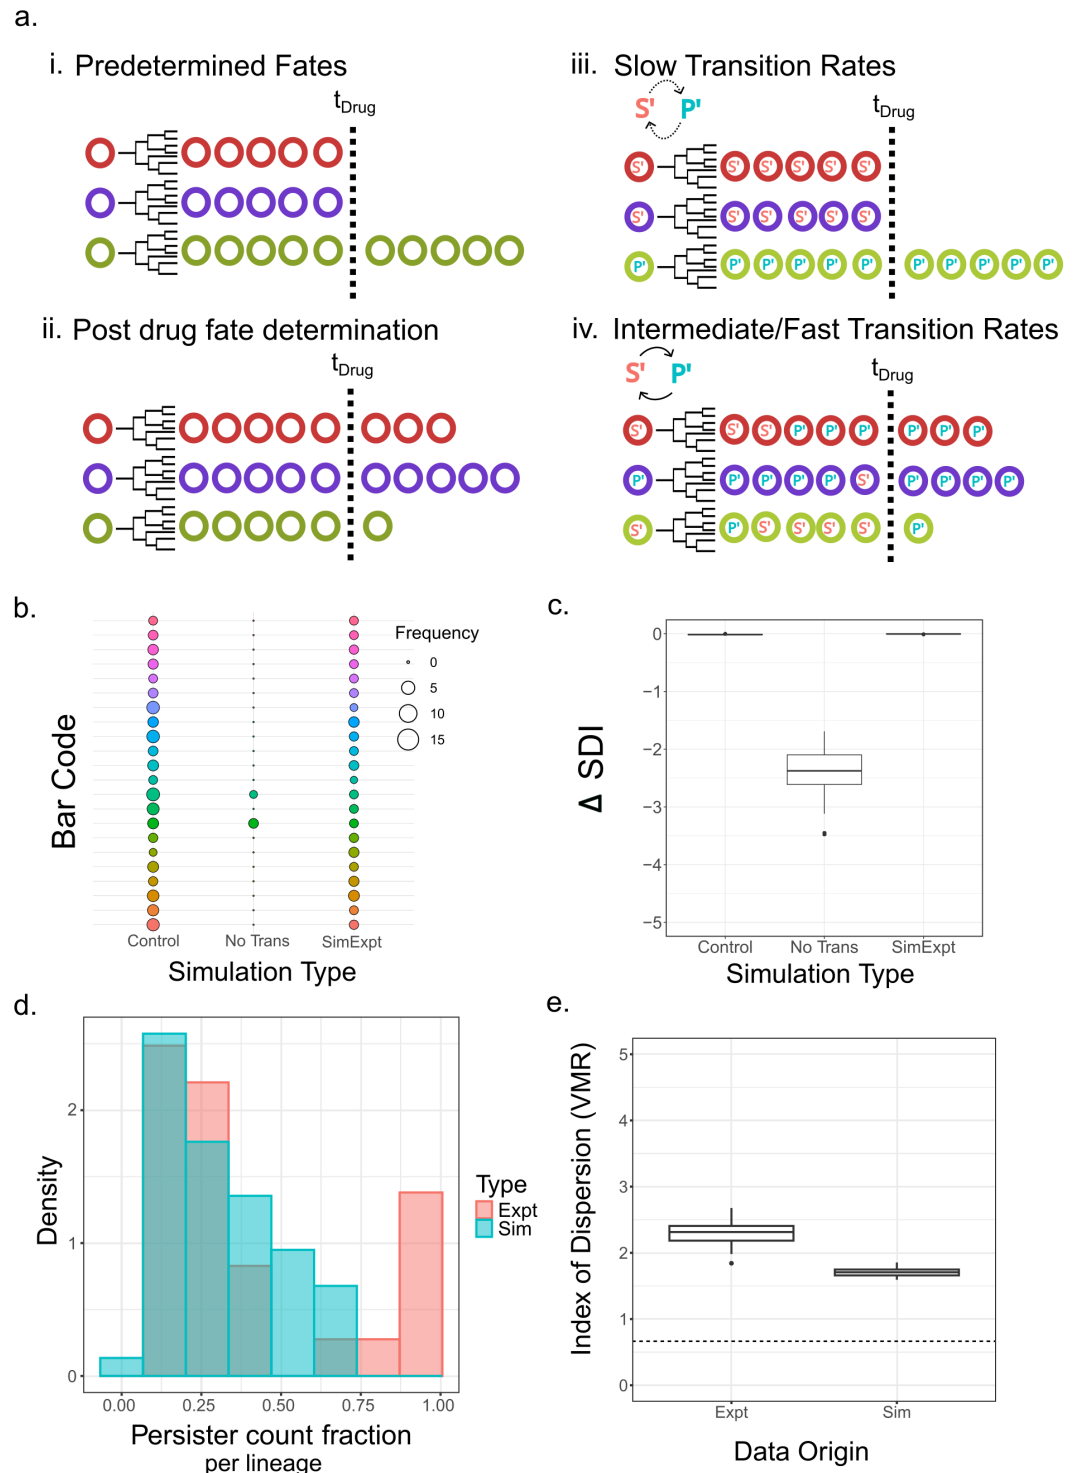 a.
i. Predetermined Fates
t_Drug
iii. Slow Transition Rates
S' P'
t_Drug
S' S' S' S' S' S'
S' S' S' S' S' S'
P' P' P' P' P' P' P' P' P' P' P'
ii. Post drug fate determination
t_Drug
iv. Intermediate/Fast Transition Rates
S' P'
t_Drug
S' S' S' P' P' P' P' P' P'
P' P' P' P' P' S' P' P' P' P'
S' P' S' S' S' S' P'
b.
Bar Code
Frequency
0
5
10
15
Control No Trans SimExpt
Simulation Type
c.
Δ SDI
0
−1
−2
−3
−4
−5
Control No Trans SimExpt
Simulation Type
d.
Density
2
1
0
0.00 0.25 0.50 0.75 1.00
Persister count fraction
per lineage
Type
Expt
Sim
e.
Index of Dispersion (VMR)
5
4
3
2
1
0
Expt Sim
Data Origin